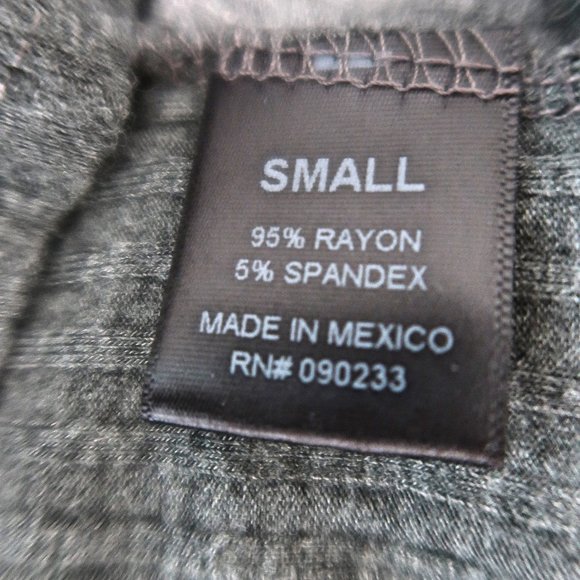 SMALL
95% RAYON
5% SPANDEX
MADE IN MEXICO
RN# 090233